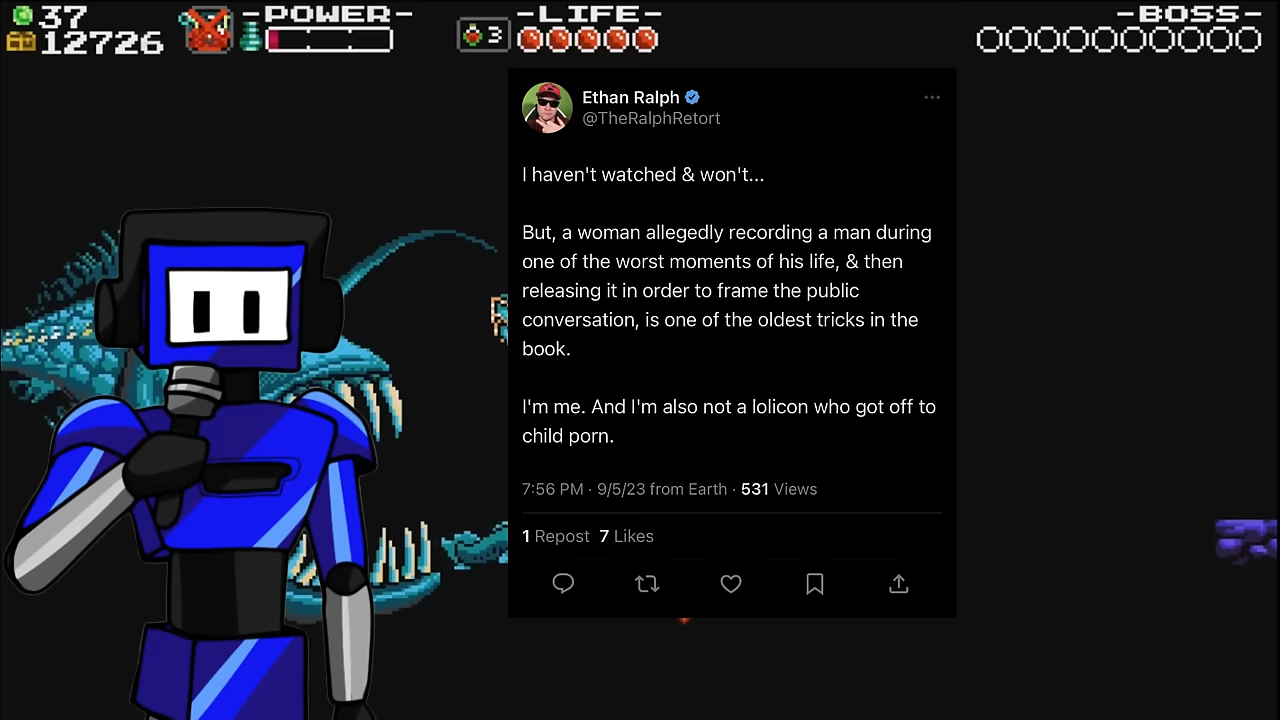 37
-POWER-
-LIFE-
-BOSS-
12726
3
Ethan Ralph
@TheRalphRetort
I haven't watched & won't...
But, a woman allegedly recording a man during
one of the worst moments of his life, & then
releasing it in order to frame the public
conversation, is one of the oldest tricks in the
book.
I'm me. And I'm also not a lolicon who got off to
child porn.
7:56 PM · 9/5/23 from Earth · 531 Views
1 Repost 7 Likes